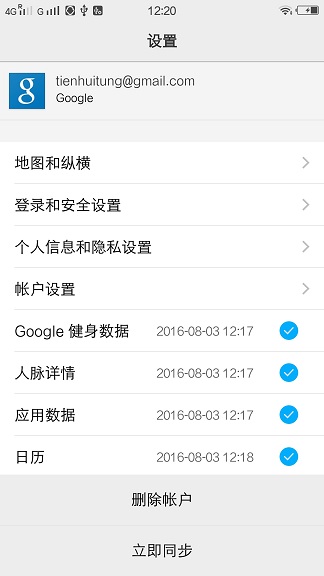 4G R G 12:20
设置
g tienhuitung@gmail.com
Google
地图和纵横
登录和安全设置
个人信息和隐私设置
帐户设置
Google 健身数据 2016-08-03 12:17
人脉详情 2016-08-03 12:17
应用数据 2016-08-03 12:17
日历 2016-08-03 12:18
删除帐户
立即同步